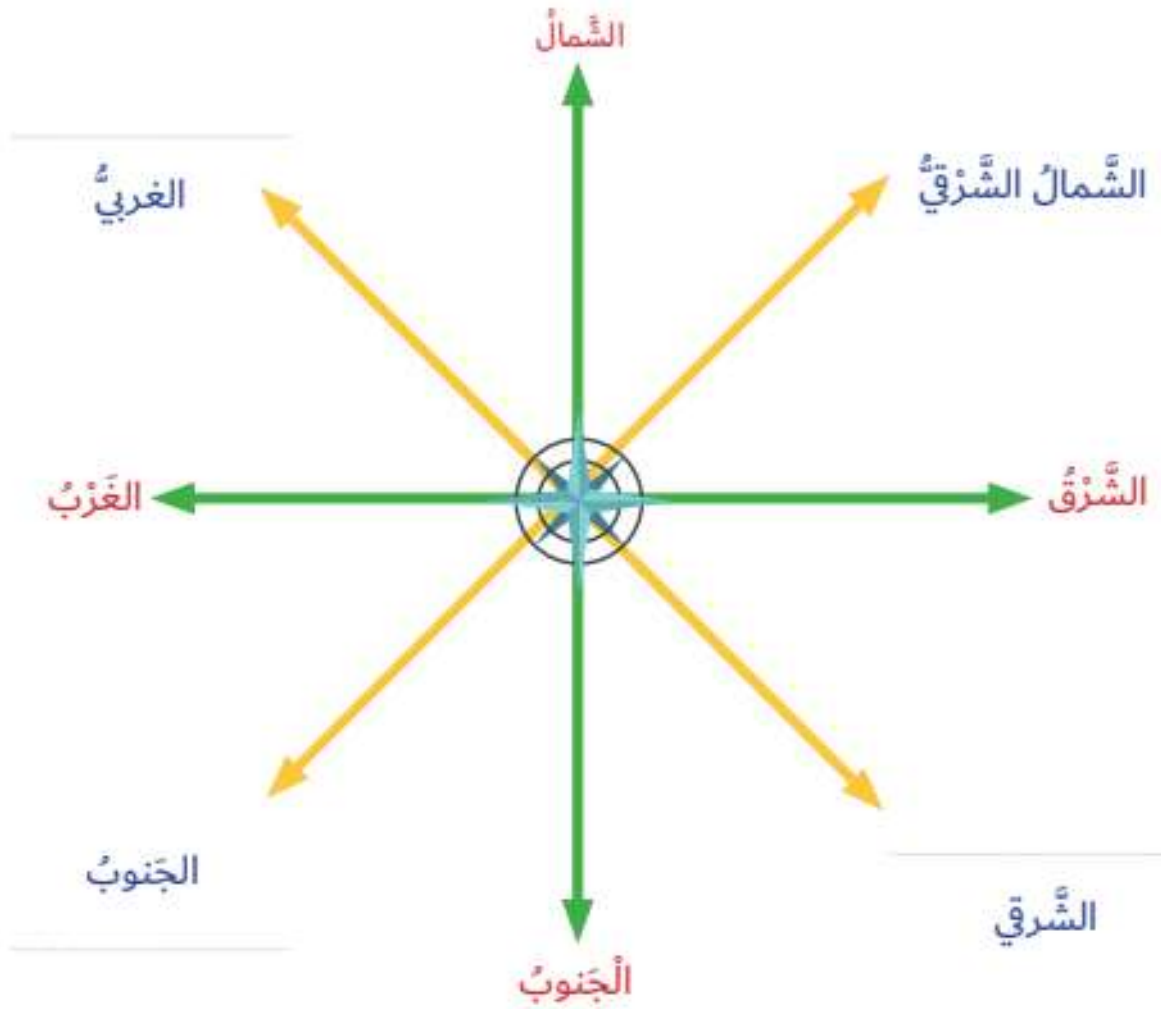 الشَّمالُ
الشَّمالُ الشَّرْقيُّ
الغربيُّ
الشَّرْقُ
الغَرْبُ
الجَنوبُ
الشَّرقي
الْجَنوبُ